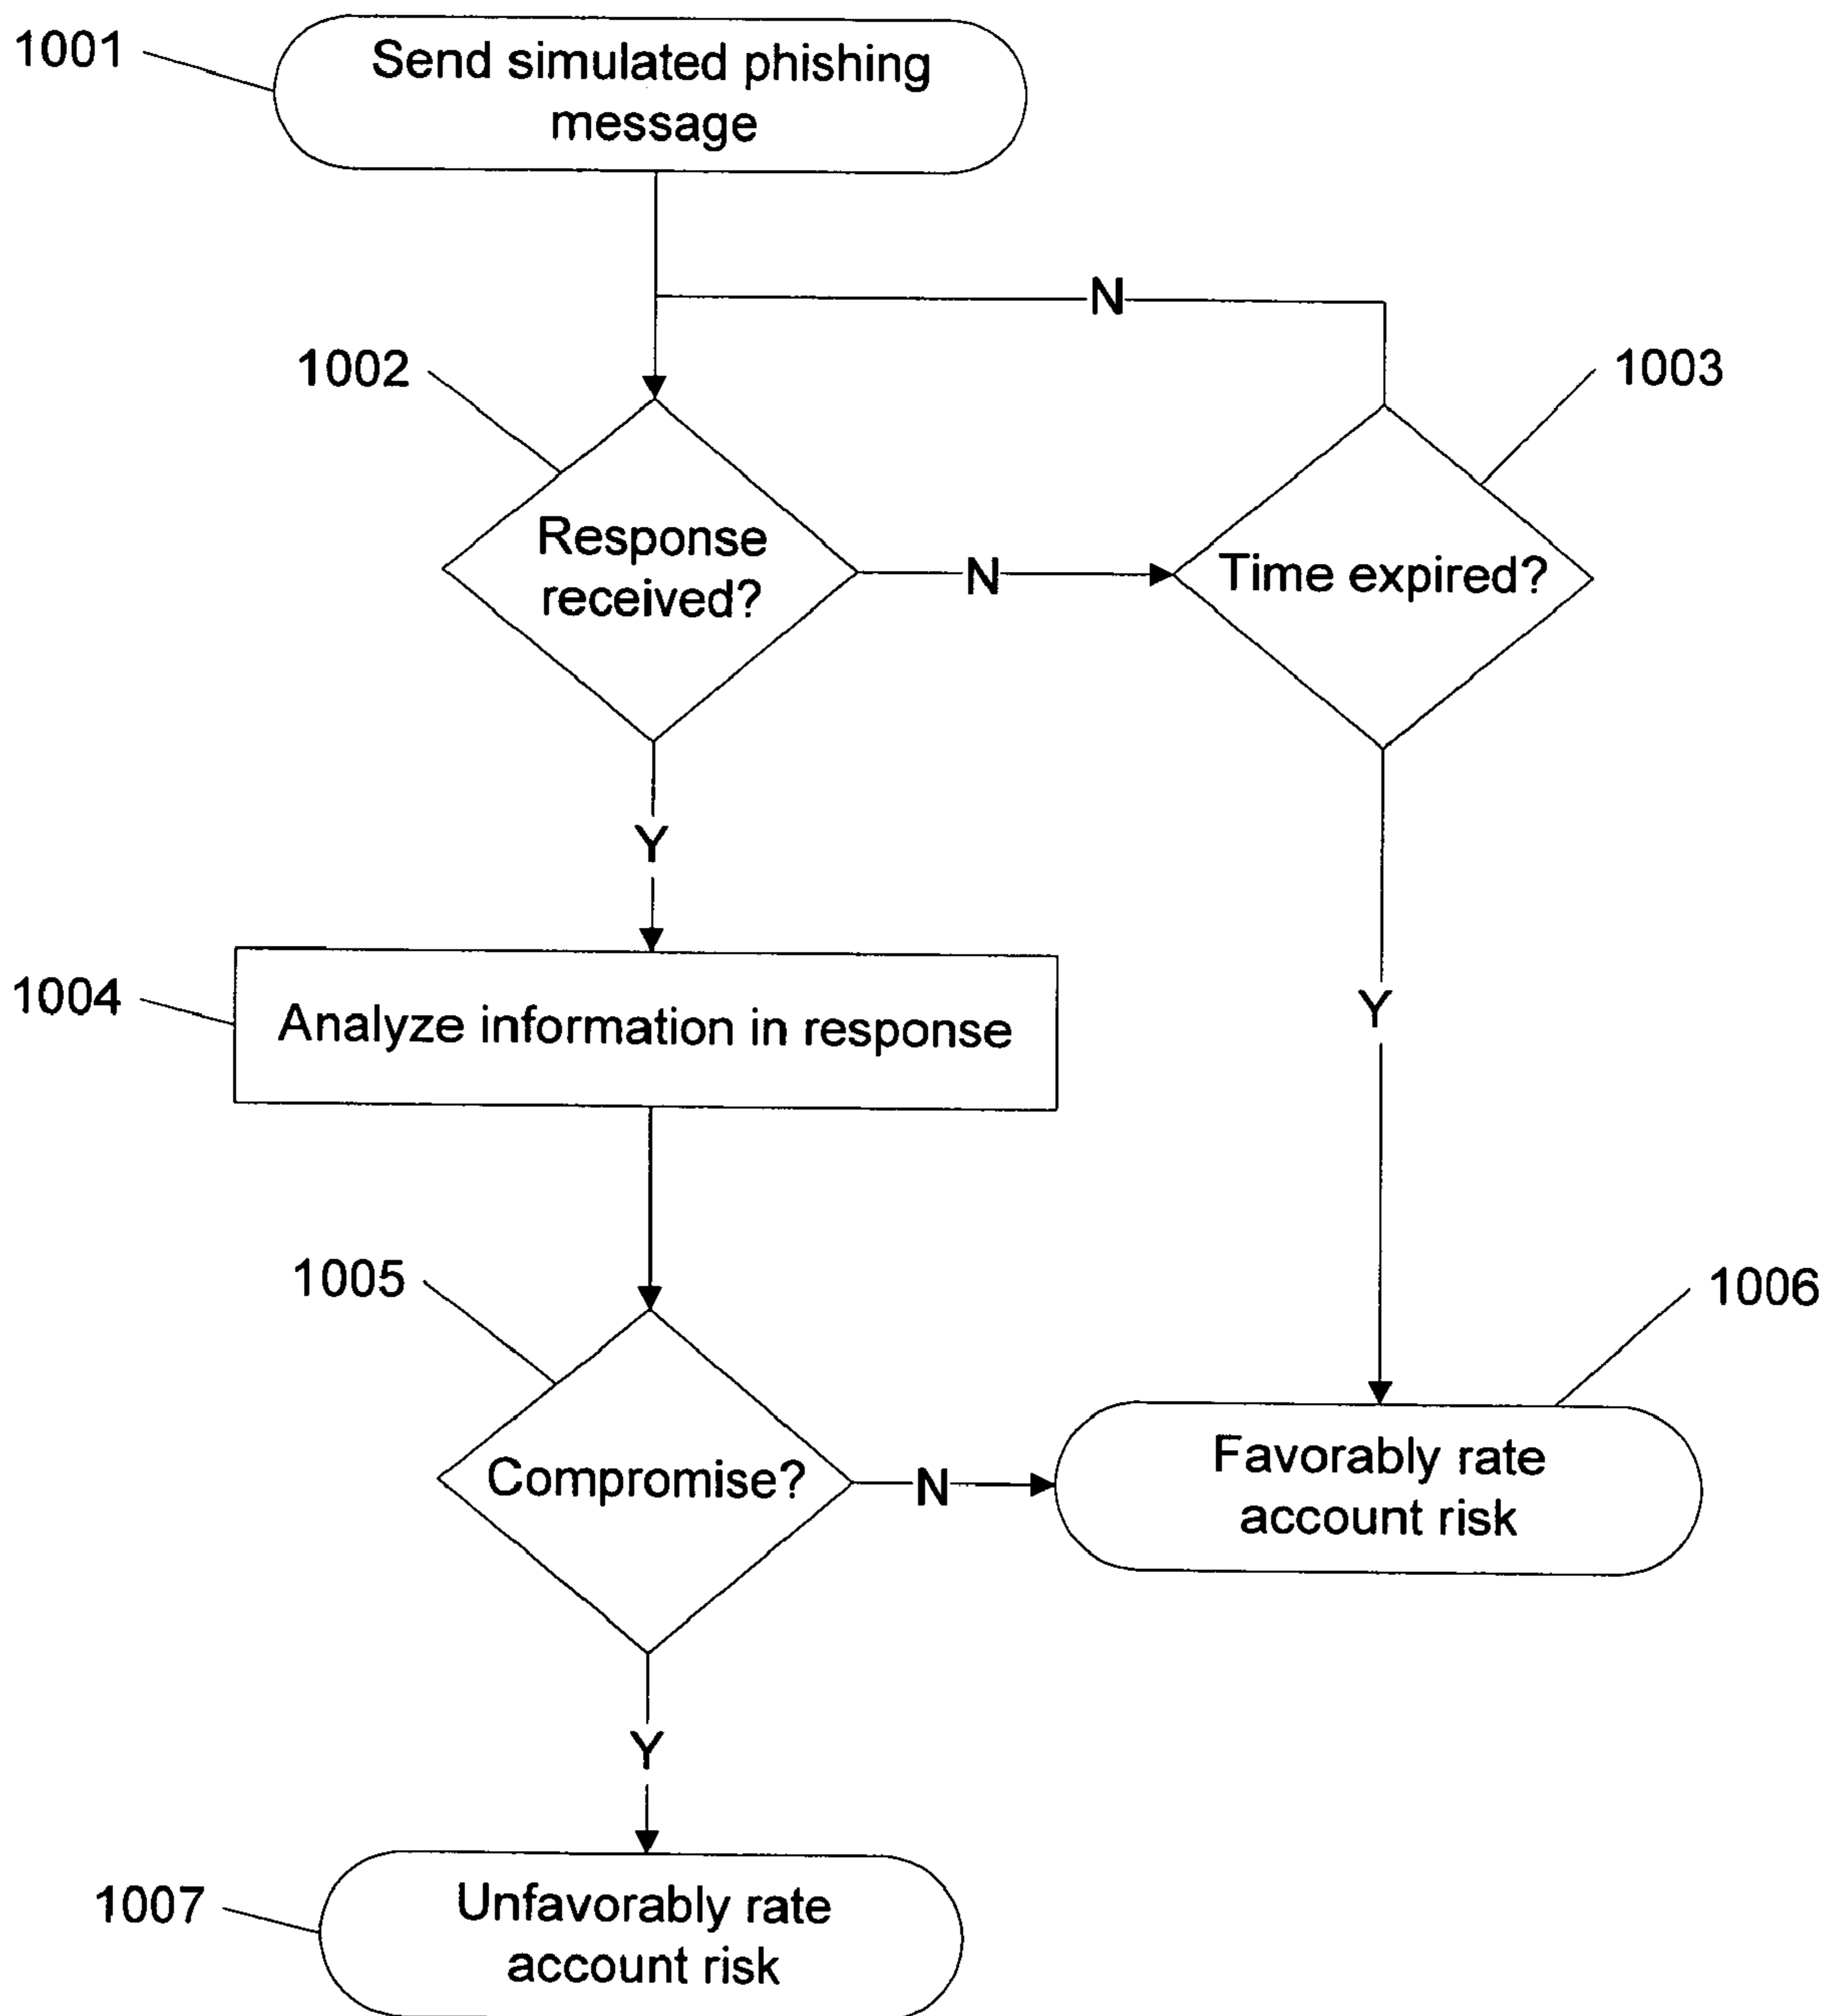 1001
Send simulated phishing
message
N
1002
1003
Response
received?
N
Time expired?
Y
1004
Analyze information in response
Y
1005
1006
Compromise?
N
Favorably rate
account risk
Y
1007
Unfavorably rate
account risk